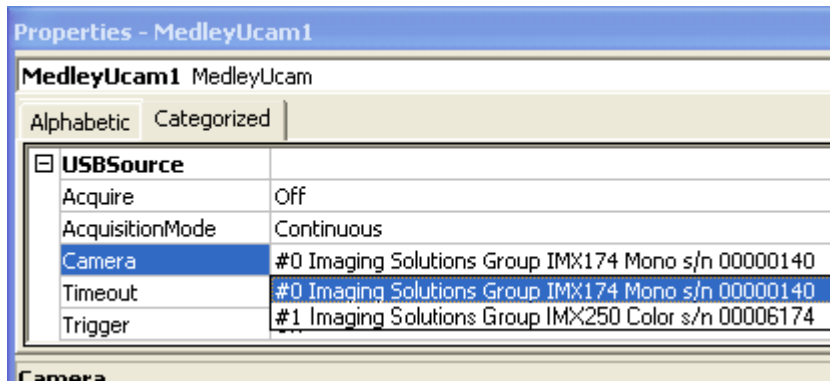 Properties - MedleyUcam1
MedleyUcam1 MedleyUcam
Alphabetic Categorized
USBSource
Acquire Off
AcquisitionMode Continuous
Camera #0 Imaging Solutions Group IMX174 Mono s/n 00000140
Timeout #0 Imaging Solutions Group IMX174 Mono s/n 00000140
Trigger #1 Imaging Solutions Group IMX250 Color s/n 00006174
Camera